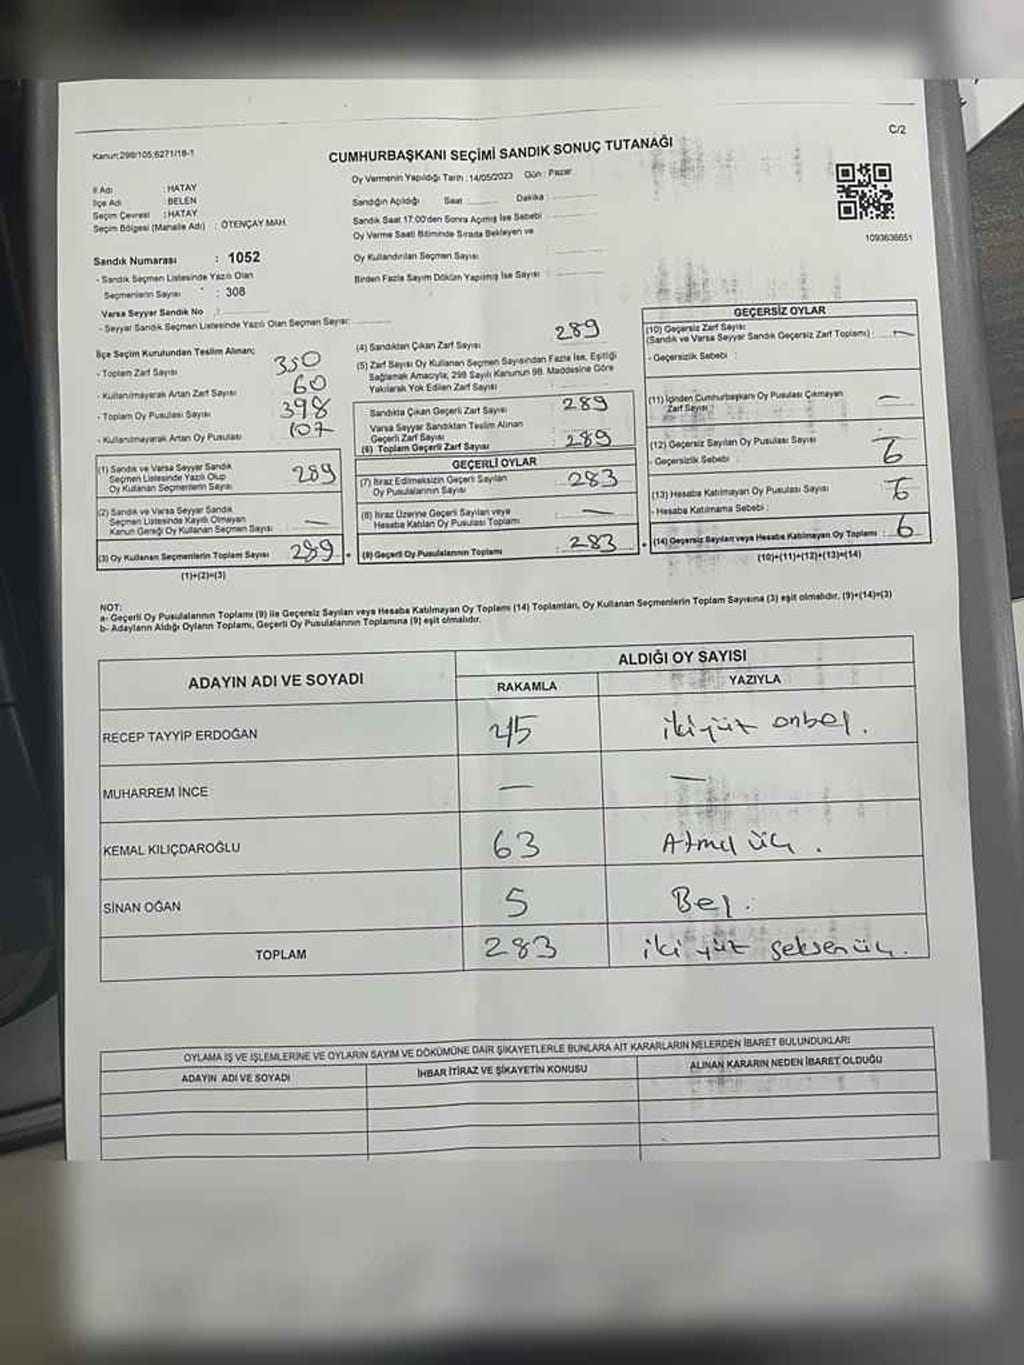 C/2
Kanun:298/105;6271/18-1
CUMHURBAŞKANI SEÇİMİ SANDIK SONUÇ TUTANAĞI
İl Adı : HATAY
İlçe Adı : BELEN
Seçim Çevresi : HATAY
Seçim Bölgesi (Mahalle Adı) : ÖTENÇAY MAH.
Sandık Numarası : 1052
- Sandık Seçmen Listesinde Yazılı Olan
Seçmenlerin Sayısı : 308
Varsa Seyyar Sandık No :
- Seyyar Sandık Seçmen Listesinde Yazılı Olan Seçmen Sayısı:
Oy Vermenin Yapıldığı Tarih : 14/05/2023 Gün : Pazar
Sandığın Açıldığı Saat : Dakika :
Sandık Saat 17:00'den Sonra Açılmış İse Sebebi :
Oy Verme Saati Bitiminde Sırada Bekleyen ve
Oy Kullandırılan Seçmen Sayısı :
Birden Fazla Sayım Döküm Yapılmış İse Sayısı :
1093636651
İlçe Seçim Kurulundan Teslim Alınan;
- Toplam Zarf Sayısı 350
- Kullanılmayarak Artan Zarf Sayısı 60
- Toplam Oy Pusulası Sayısı 398
- Kullanılmayarak Artan Oy Pusulası 107
(1) Sandık ve Varsa Seyyar Sandık
Seçmen Listesinde Yazılı Olup
Oy Kullanan Seçmenlerin Sayısı 289
(2) Sandık ve Varsa Seyyar Sandık
Seçmen Listesinde Kayıtlı Olmayan
Kanun Gereği Oy Kullanan Seçmen Sayısı : —
(3) Oy Kullanan Seçmenlerin Toplam Sayısı 289
(1)+(2)=(3)
(4) Sandıktan Çıkan Zarf Sayısı : 289
(5) Zarf Sayısı Oy Kullanan Seçmen Sayısından Fazla İse, Eşitliği
Sağlamak Amacıyla; 298 Sayılı Kanunun 98. Maddesine Göre
Yakılarak Yok Edilen Zarf Sayısı :
Sandıkta Çıkan Geçerli Zarf Sayısı : 289
Varsa Seyyar Sandıktan Teslim Alınan
Geçerli Zarf Sayısı :
(6) Toplam Geçerli Zarf Sayısı : 289
GEÇERLİ OYLAR
(7) İtiraz Edilmeksizin Geçerli Sayılan
Oy Pusulalarının Sayısı : 283
(8) İtiraz Üzerine Geçerli Sayılan veya
Hesaba Katılan Oy Pusulası Toplamı : —
(9) Geçerli Oy Pusulalarının Toplamı : 283
GEÇERSİZ OYLAR
(10) Geçersiz Zarf Sayısı
(Sandık ve Varsa Seyyar Sandık Geçersiz Zarf Toplamı) : —
- Geçersizlik Sebebi :
(11) İçinden Cumhurbaşkanı Oy Pusulası Çıkmayan
Zarf Sayısı : —
(12) Geçersiz Sayılan Oy Pusulası Sayısı 6
- Geçersizlik Sebebi :
(13) Hesaba Katılmayan Oy Pusulası Sayısı :
- Hesaba Katılmama Sebebi :
(14) Geçersiz Sayılan veya Hesaba Katılmayan Oy Toplamı : 6
(10)+(11)+(12)+(13)=(14)
NOT:
a- Geçerli Oy Pusulalarının Toplamı (9) ile Geçersiz Sayılan veya Hesaba Katılmayan Oy Toplamı (14) Toplamları, Oy Kullanan Seçmenlerin Toplam Sayısına (3) eşit olmalıdır. (9)+(14)=(3)
b- Adayların Aldığı Oyların Toplamı, Geçerli Oy Pusulalarının Toplamına (9) eşit olmalıdır.
ADAYIN ADI VE SOYADI ALDIĞI OY SAYISI
RAKAMLA YAZIYLA
RECEP TAYYİP ERDOĞAN 215 ikiyüz onbeş.
MUHARREM İNCE — —
KEMAL KILIÇDAROĞLU 63 Atmış üç.
SİNAN OĞAN 5 Beş.
TOPLAM 283 iki yüz seksenüç.
OYLAMA İŞ VE İŞLEMLERİNE VE OYLARIN SAYIM VE DÖKÜMÜNE DAİR ŞİKAYETLERLE BUNLARA AİT KARARLARIN NELERDEN İBARET BULUNDUKLARI
ADAYIN ADI VE SOYADI İHBAR İTİRAZ VE ŞİKAYETİN KONUSU ALINAN KARARIN NEDEN İBARET OLDUĞU